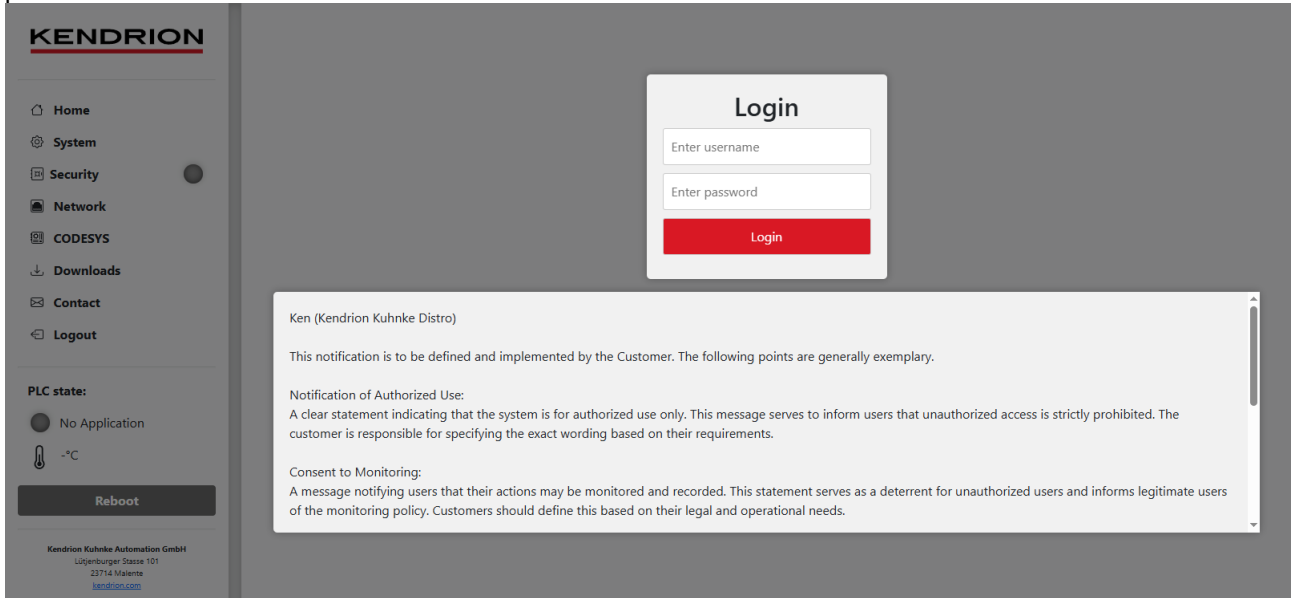 KENDRION
Home
System
Security
Network
CODESYS
Downloads
Contact
Logout
PLC state:
No Application
-°C
Reboot
Kendrion Kuhnke Automation GmbH
Lütjenburger Stasse 101
23714 Malente
kendrion.com
Login
Enter username
Enter password
Login
Ken (Kendrion Kuhnke Distro)
This notification is to be defined and implemented by the Customer. The following points are generally exemplary.
Notification of Authorized Use:
A clear statement indicating that the system is for authorized use only. This message serves to inform users that unauthorized access is strictly prohibited. The
customer is responsible for specifying the exact wording based on their requirements.
Consent to Monitoring:
A message notifying users that their actions may be monitored and recorded. This statement serves as a deterrent for unauthorized users and informs legitimate users
of the monitoring policy. Customers should define this based on their legal and operational needs.